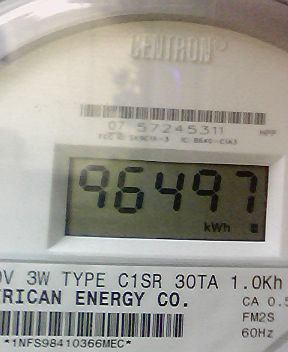 CENTRON
07 57245311
HPP
96497
kWh
0V 3W TYPE C1SR 30TA 1.0Kh
RICAN ENERGY CO.
CA 0.5
FM2S
60Hz
*1NFS98410366MEC*